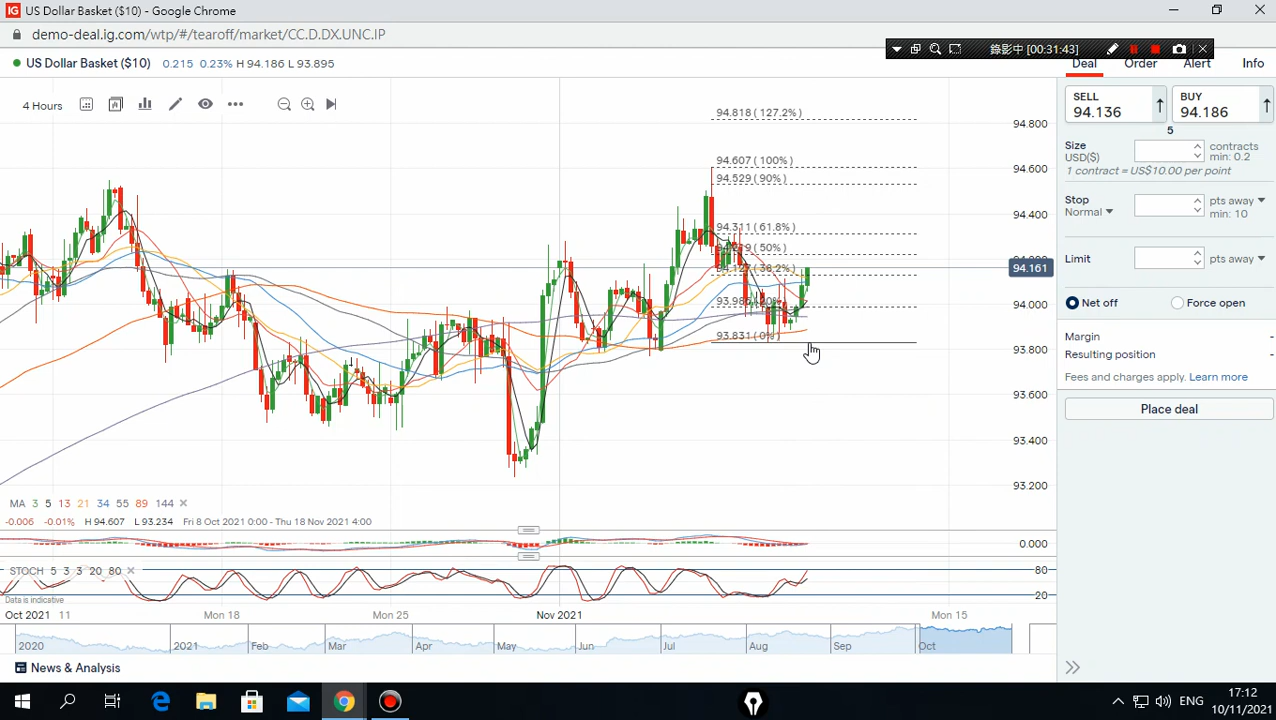 IG US Dollar Basket ($10) - Google Chrome
demo-deal.ig.com/wtp/#/tearoff/market/CC.D.DX.UNC.IP
錄影中 (00:31:43)
US Dollar Basket ($10) 0.215 0.23% H 94.186 L 93.895
Deal Order Alert Info
4 Hours
SELL
94.136
BUY
94.186
5
Size
USD($)
contracts
min: 0.2
1 contract = US$10.00 per point
Stop
Normal
pts away
min: 10
Limit
pts away
Net off
Force open
Margin -
Resulting position -
Fees and charges apply. Learn more
Place deal
94.818 ( 127.2% )
94.607 ( 100% )
94.529 ( 90% )
94.311 ( 61.8% )
94.219 ( 50% )
94.127 ( 38.2% )
93.986 ( 20% )
93.831 ( 0% )
94.800
94.600
94.400
94.161
94.000
93.800
93.600
93.400
93.200
MA 3 5 13 21 34 55 89 144
-0.006 -0.01% H 94.607 L 93.234 Fri 8 Oct 2021 0:00 - Thu 18 Nov 2021 4:00
0.000
STOCH 5 3 3 20 80
80
20
Data is indicative
Oct 2021 11 Mon 18 Mon 25 Nov 2021 Mon 15
2020 2021 Feb Mar Apr May Jun Jul Aug Sep Oct
News & Analysis
ENG
17:12
10/11/2021